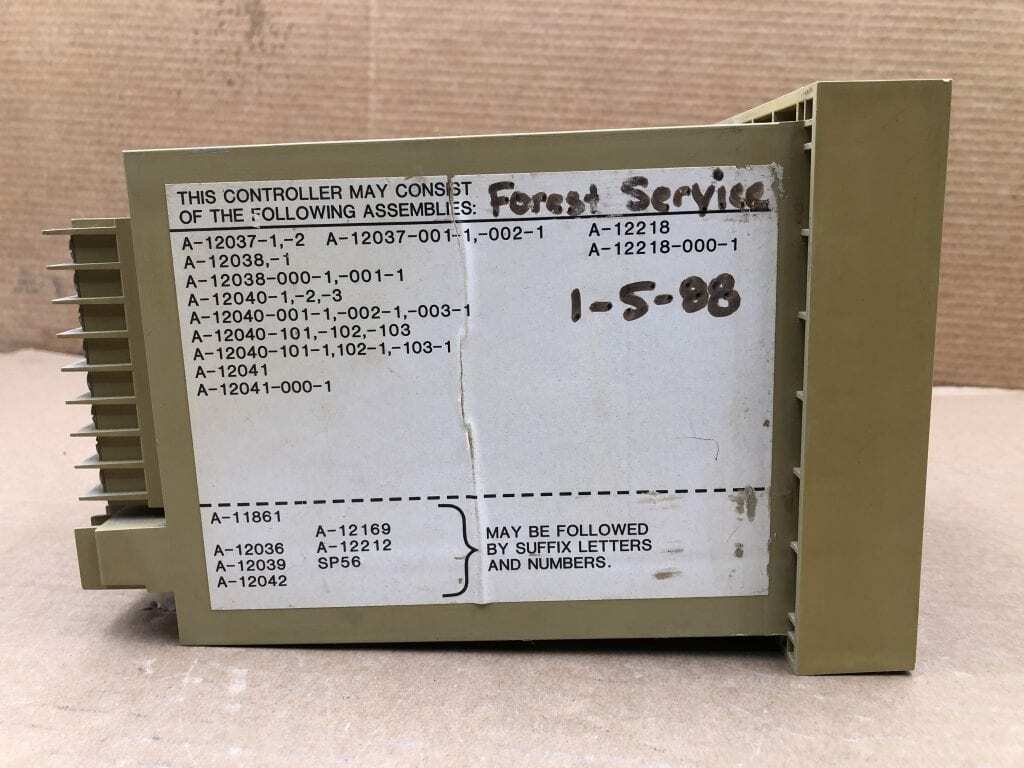 THIS CONTROLLER MAY CONSIST
OF THE FOLLOWING ASSEMBLIES: Forest Service
A-12037-1,-2 A-12037-001-1,-002-1 A-12218
A-12038,-1 A-12218-000-1
A-12038-000-1,-001-1
A-12040-1,-2,-3
A-12040-001-1,-002-1,-003-1
A-12040-101,-102,-103
A-12040-101-1,102-1,-103-1
A-12041
A-12041-000-1
1-5-88
A-11861
A-12036
A-12039
A-12042
A-12169
A-12212
SP56
MAY BE FOLLOWED
BY SUFFIX LETTERS
AND NUMBERS.